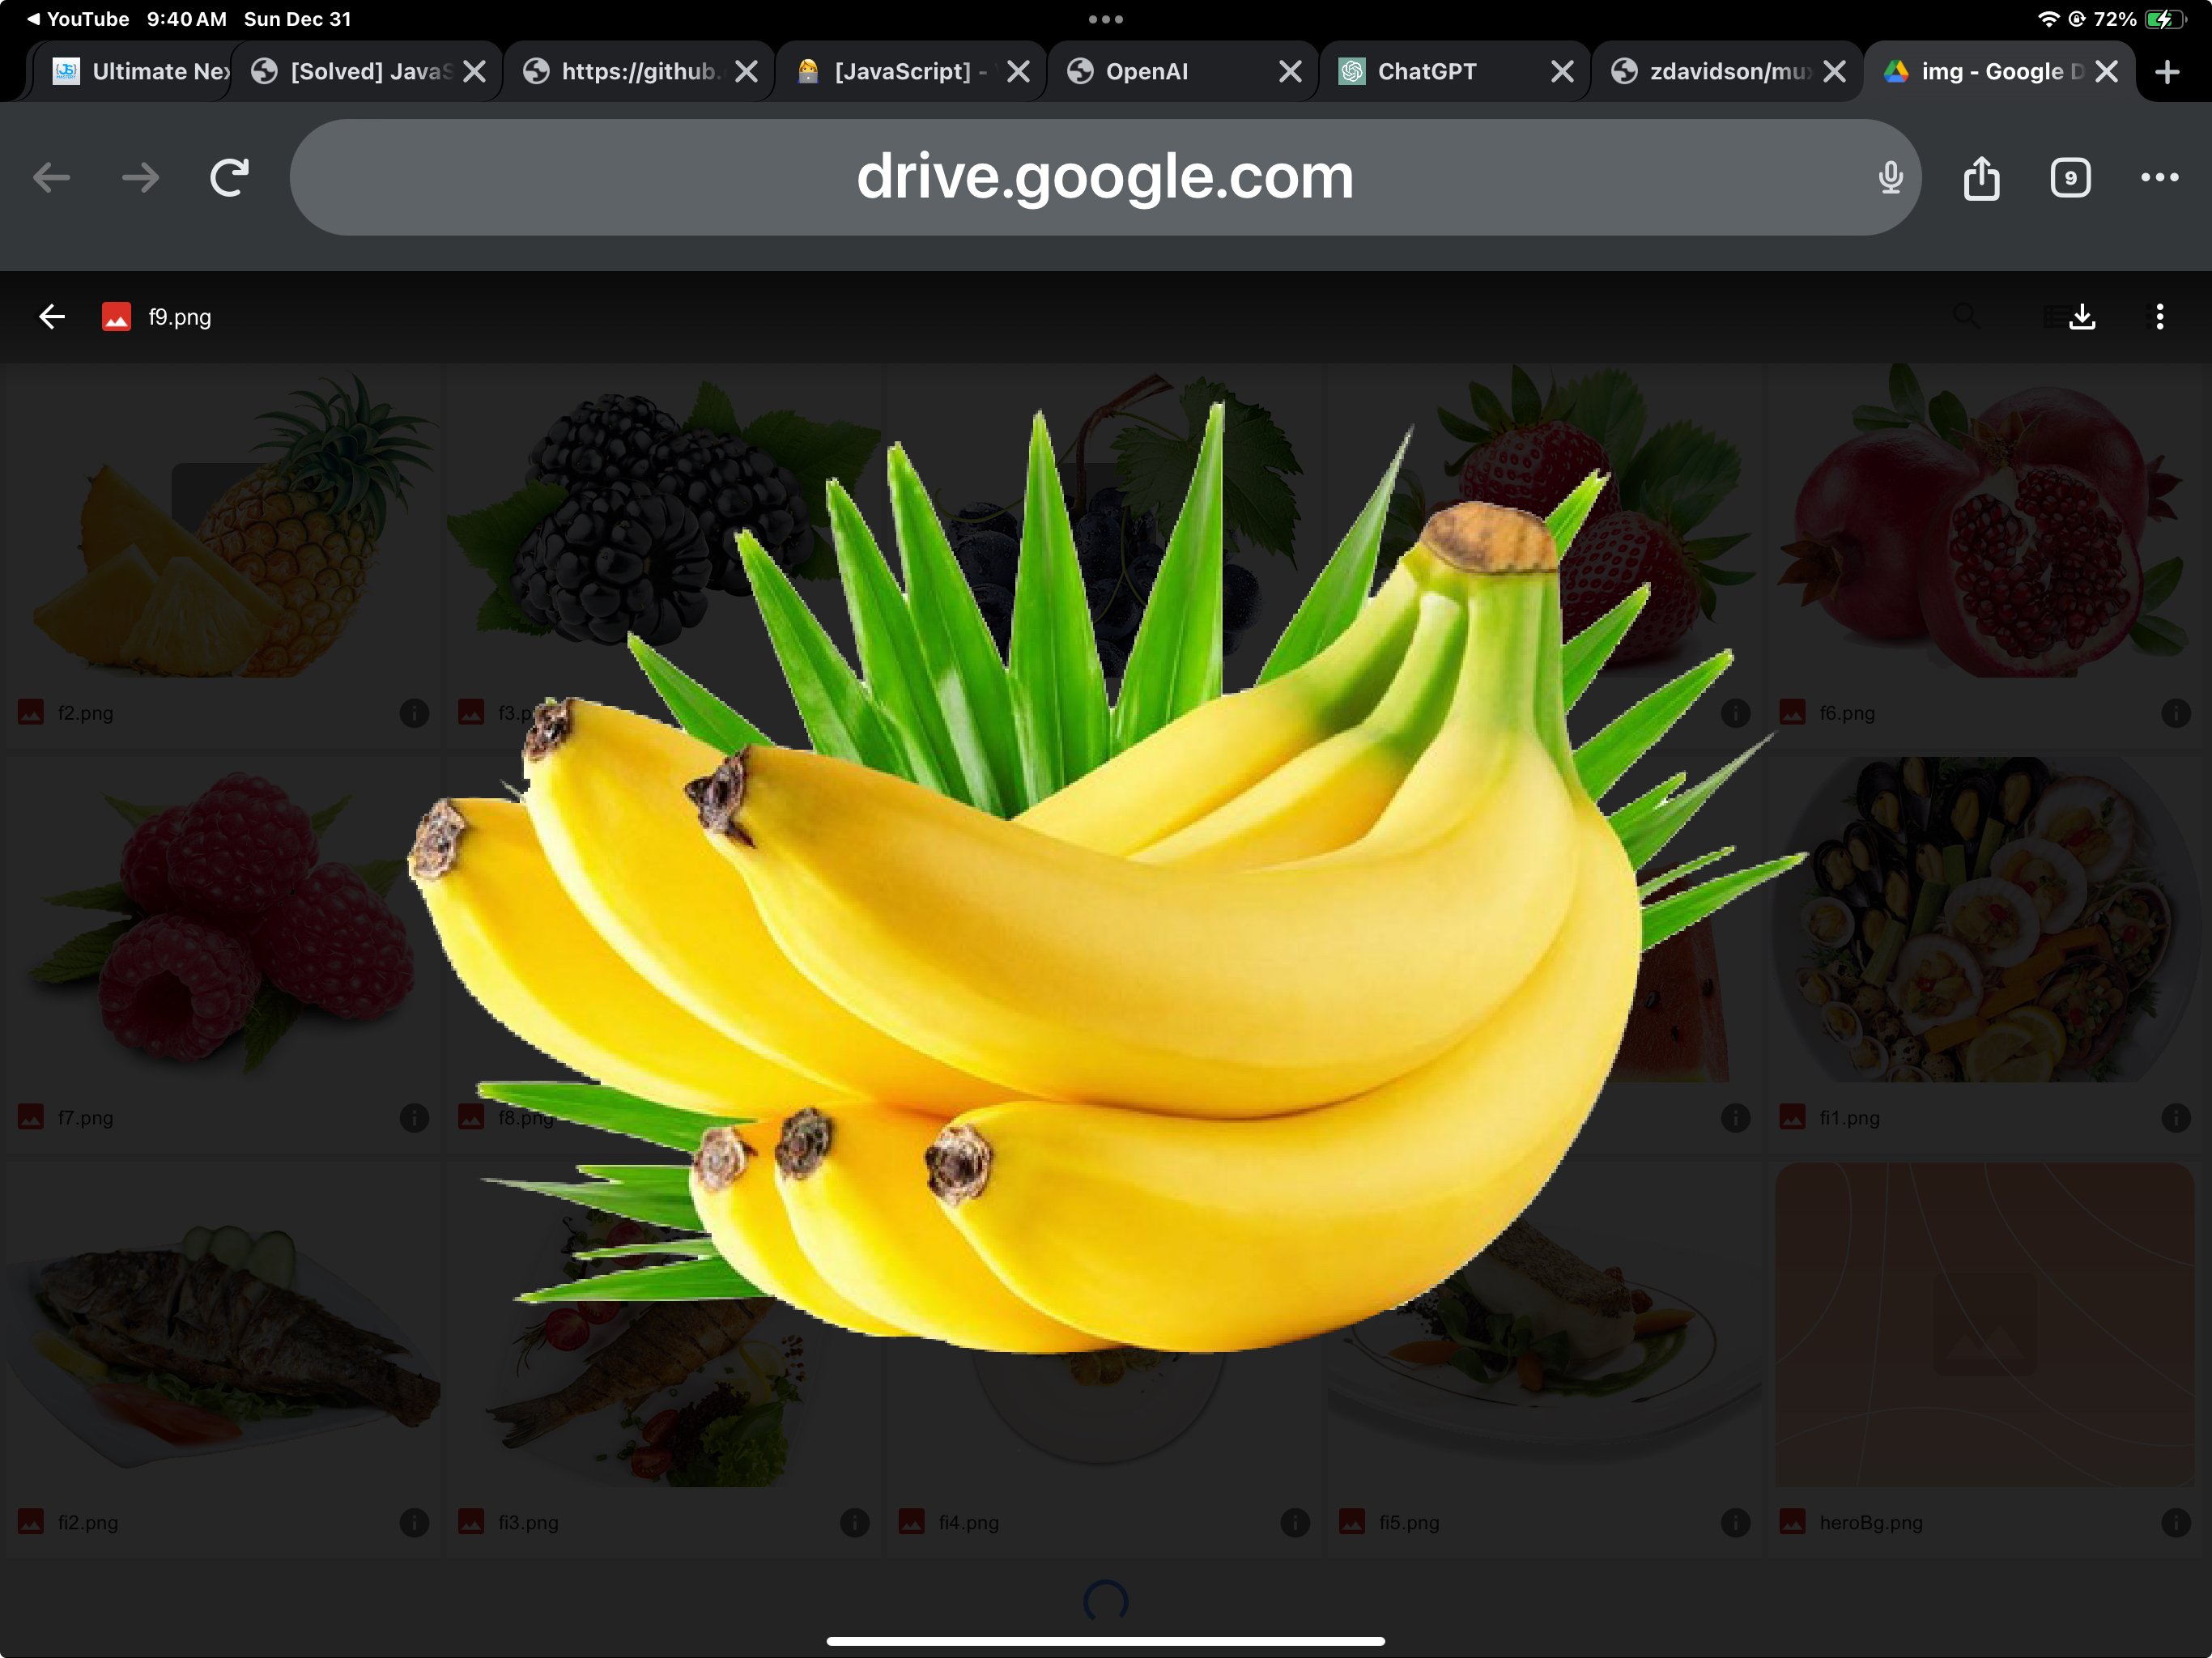 YouTube 9:40 AM Sun Dec 31
72%
Ultimate Nex
[Solved] JavaS
https://github.
[JavaScript] -
OpenAI
ChatGPT
zdavidson/mux
img - Google D
drive.google.com
9
f9.png
f2.png
f3.p
f6.png
f7.png
f8.png
fi1.png
fi2.png
fi3.png
fi4.png
fi5.png
heroBg.png